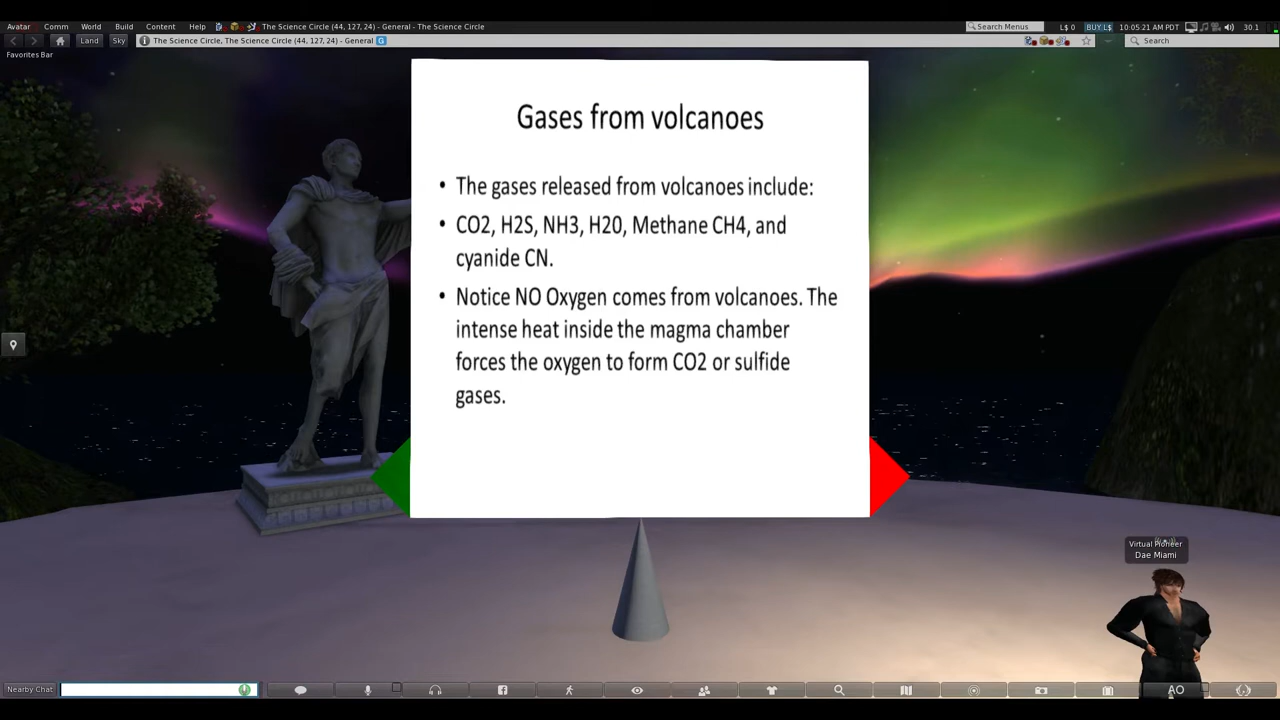 Avatar Comm World Build Content Help The Science Circle (44, 127, 24) - General - The Science Circle Search Menus L$ 0 BUY L$ 10:05:21 AM PDT 30.1
Land Sky The Science Circle, The Science Circle (44, 127, 24) - General G Search
Favorites Bar
Gases from volcanoes
• The gases released from volcanoes include:
• CO2, H2S, NH3, H20, Methane CH4, and
cyanide CN.
• Notice NO Oxygen comes from volcanoes. The
intense heat inside the magma chamber
forces the oxygen to form CO2 or sulfide
gases.
Virtual Pioneer
Dae Miami
Nearby Chat AO